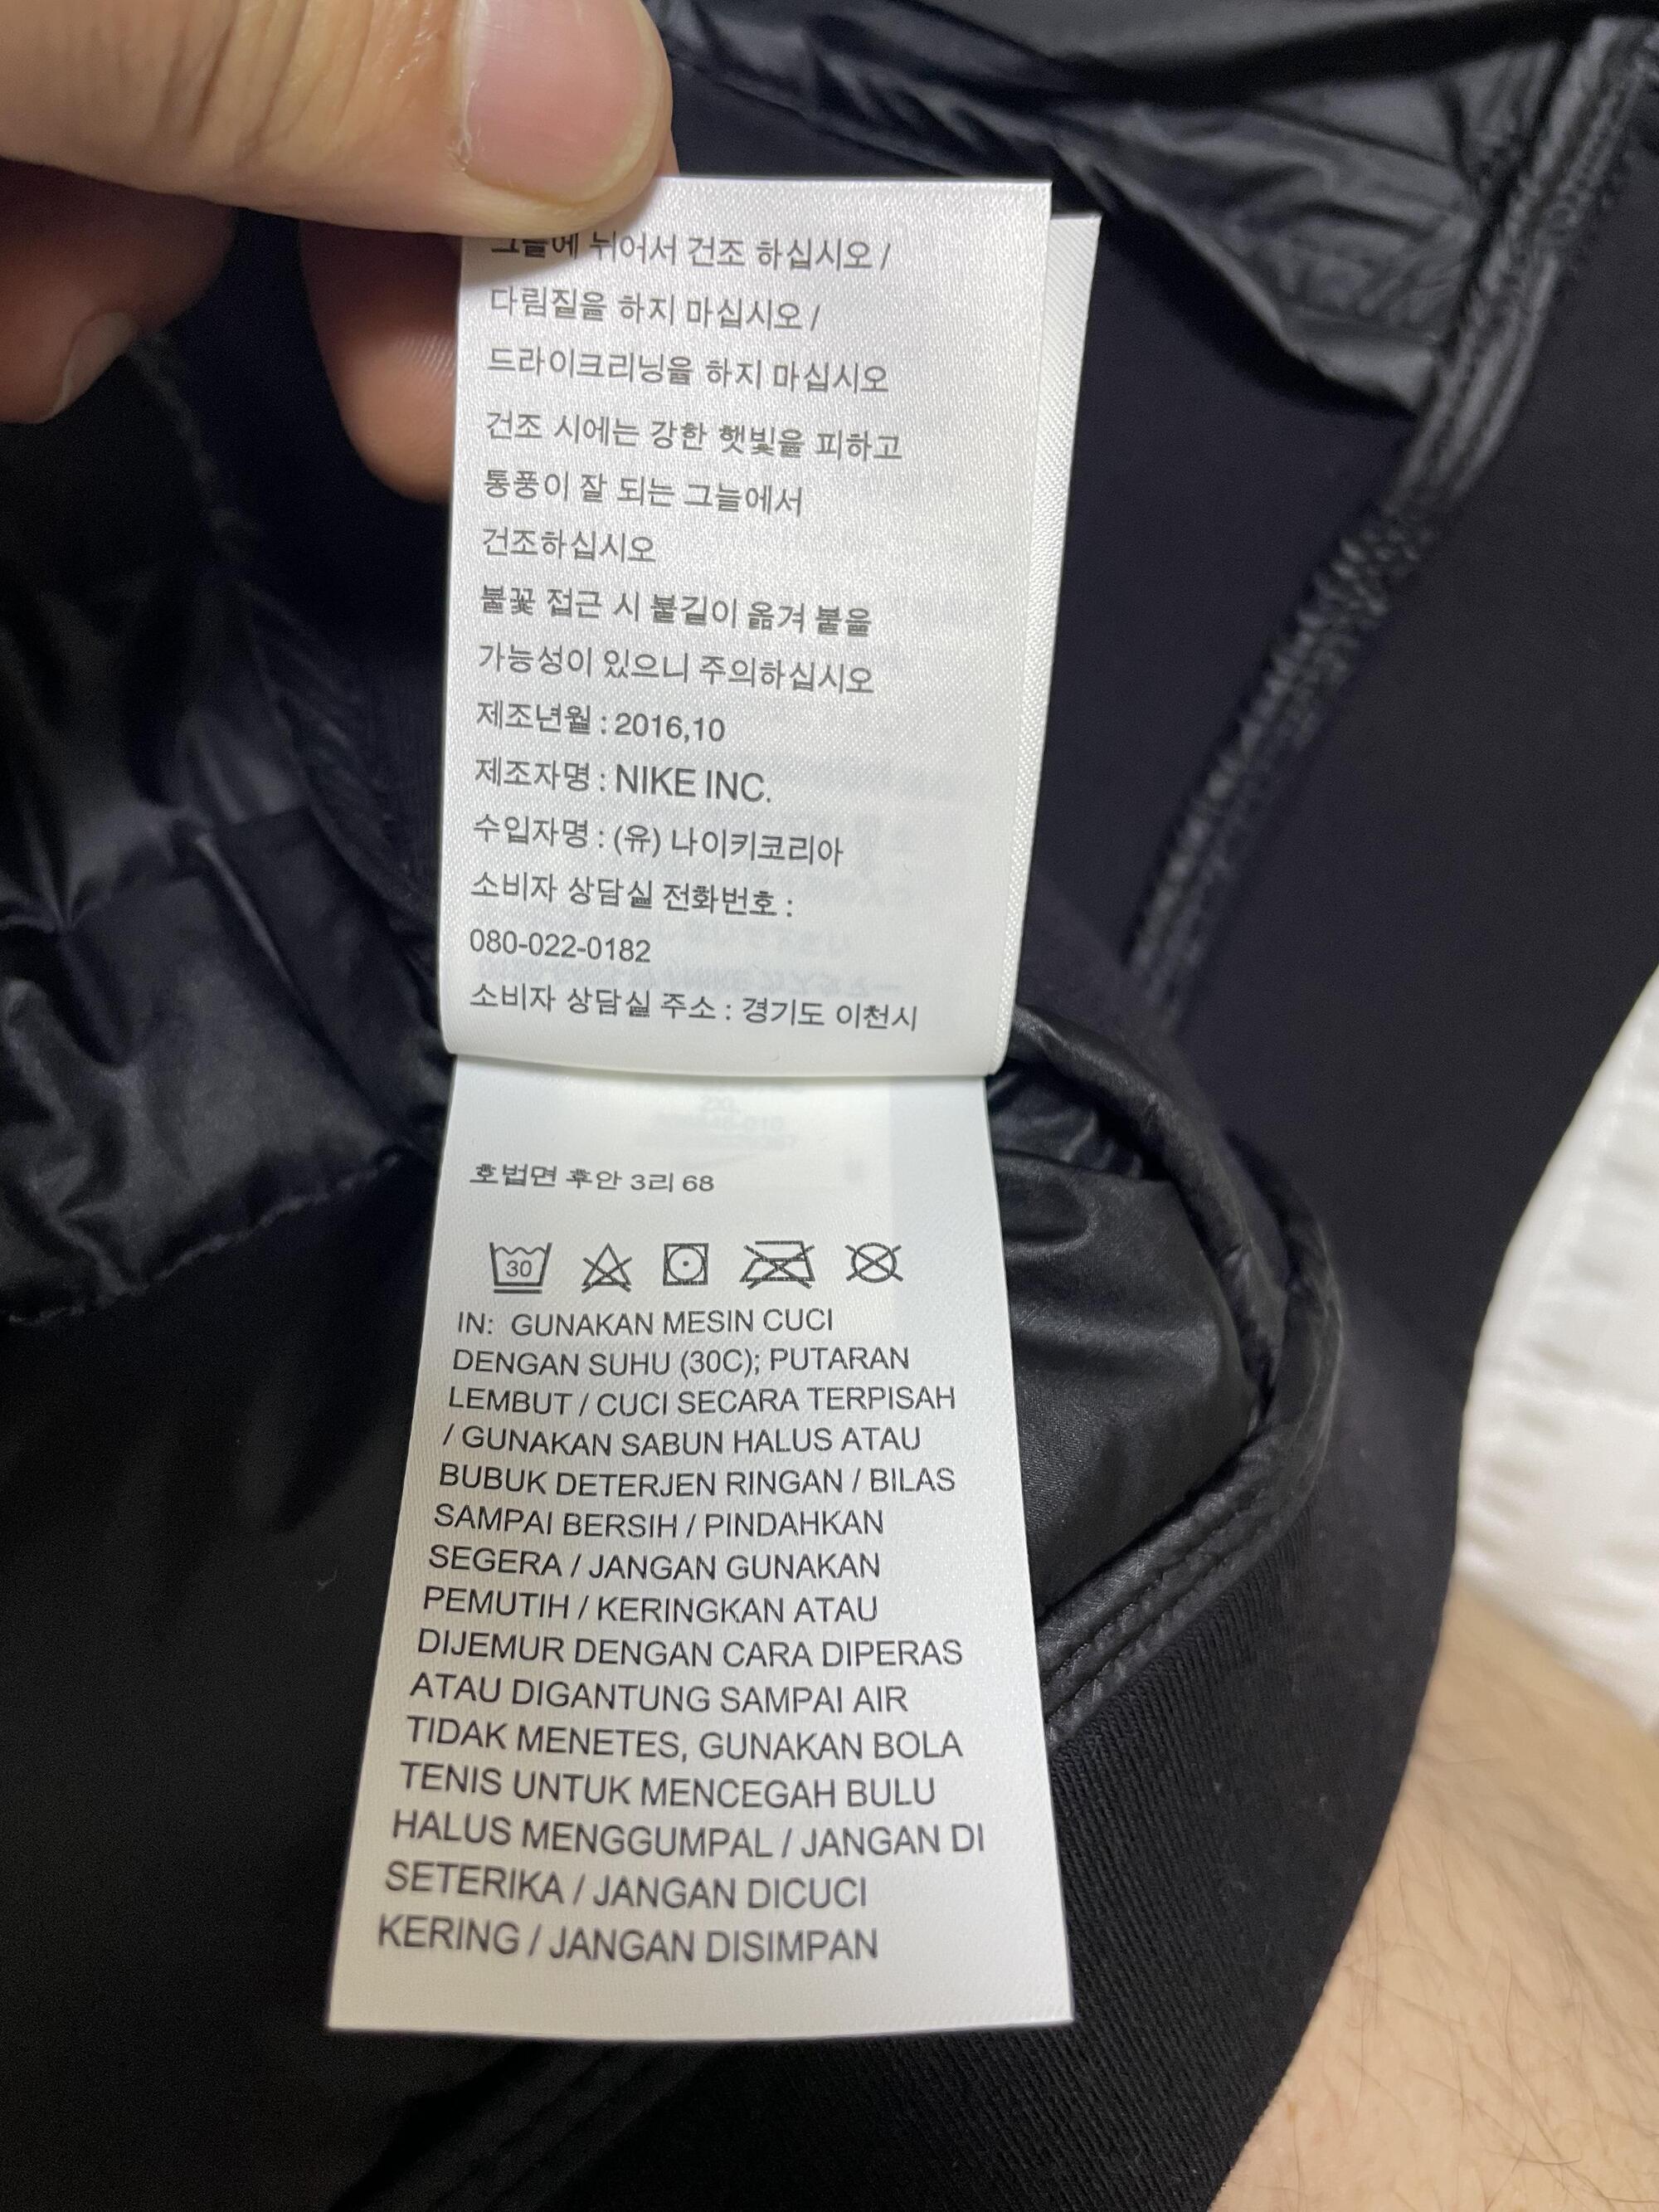 그늘에 뉘어서 건조 하십시오 /
다림질을 하지 마십시오 /
드라이크리닝을 하지 마십시오
건조 시에는 강한 햇빛을 피하고
통풍이 잘 되는 그늘에서
건조하십시오
불꽃 접근 시 불길이 옮겨 붙을
가능성이 있으니 주의하십시오
제조년월 : 2016,10
제조자명 : NIKE INC.
수입자명 : (유) 나이키코리아
소비자 상담실 전화번호 :
080-022-0182
소비자 상담실 주소 : 경기도 이천시
호법면 후안 3리 68
30
IN: GUNAKAN MESIN CUCI
DENGAN SUHU (30C); PUTARAN
LEMBUT / CUCI SECARA TERPISAH
/ GUNAKAN SABUN HALUS ATAU
BUBUK DETERJEN RINGAN / BILAS
SAMPAI BERSIH / PINDAHKAN
SEGERA / JANGAN GUNAKAN
PEMUTIH / KERINGKAN ATAU
DIJEMUR DENGAN CARA DIPERAS
ATAU DIGANTUNG SAMPAI AIR
TIDAK MENETES, GUNAKAN BOLA
TENIS UNTUK MENCEGAH BULU
HALUS MENGGUMPAL / JANGAN DI
SETERIKA / JANGAN DICUCI
KERING / JANGAN DISIMPAN